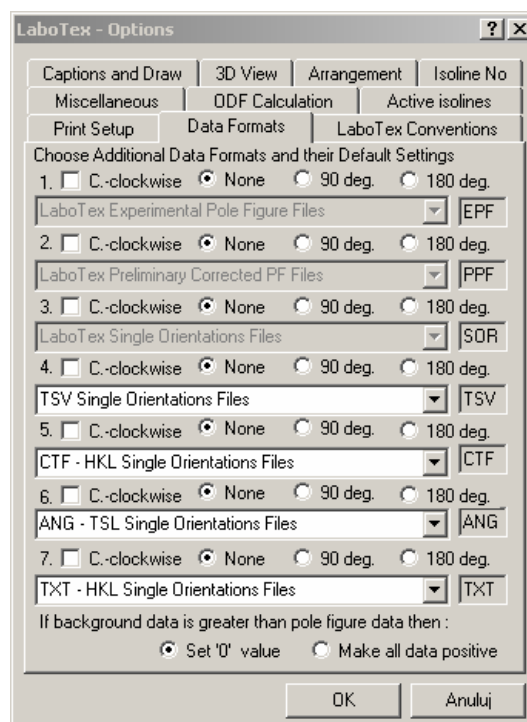 LaboTex - Options
Captions and Draw 3D View Arrangement Isoline No
Miscellaneous ODF Calculation Active isolines
Print Setup Data Formats LaboTex Conventions
Choose Additional Data Formats and their Default Settings
1. C.-clockwise None 90 deg. 180 deg.
LaboTex Experimental Pole Figure Files EPF
2. C.-clockwise None 90 deg. 180 deg.
LaboTex Preliminary Corrected PF Files PPF
3. C.-clockwise None 90 deg. 180 deg.
LaboTex Single Orientations Files SOR
4. C.-clockwise None 90 deg. 180 deg.
TSV Single Orientations Files TSV
5. C.-clockwise None 90 deg. 180 deg.
CTF - HKL Single Orientations Files CTF
6. C.-clockwise None 90 deg. 180 deg.
ANG - TSL Single Orientations Files ANG
7. C.-clockwise None 90 deg. 180 deg.
TXT - HKL Single Orientations Files TXT
If background data is greater than pole figure data then :
Set '0' value Make all data positive
OK Anuluj